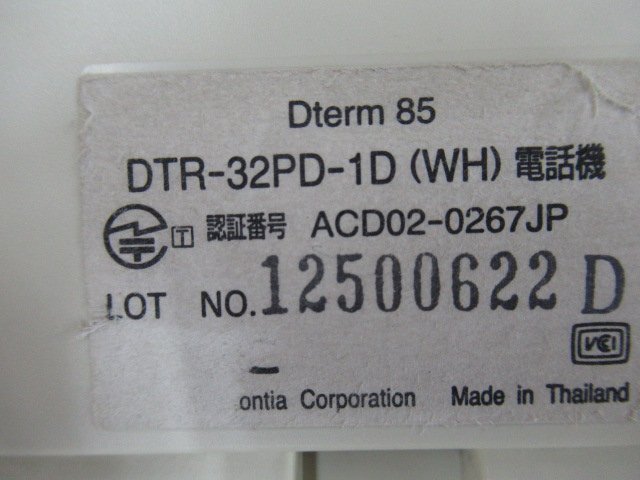 Dterm 85
DTR-32PD-1D (WH) 電話機
T 認証番号 ACD02-0267JP
LOT NO. 12500622 D
VCCI
ontia Corporation Made in Thailand